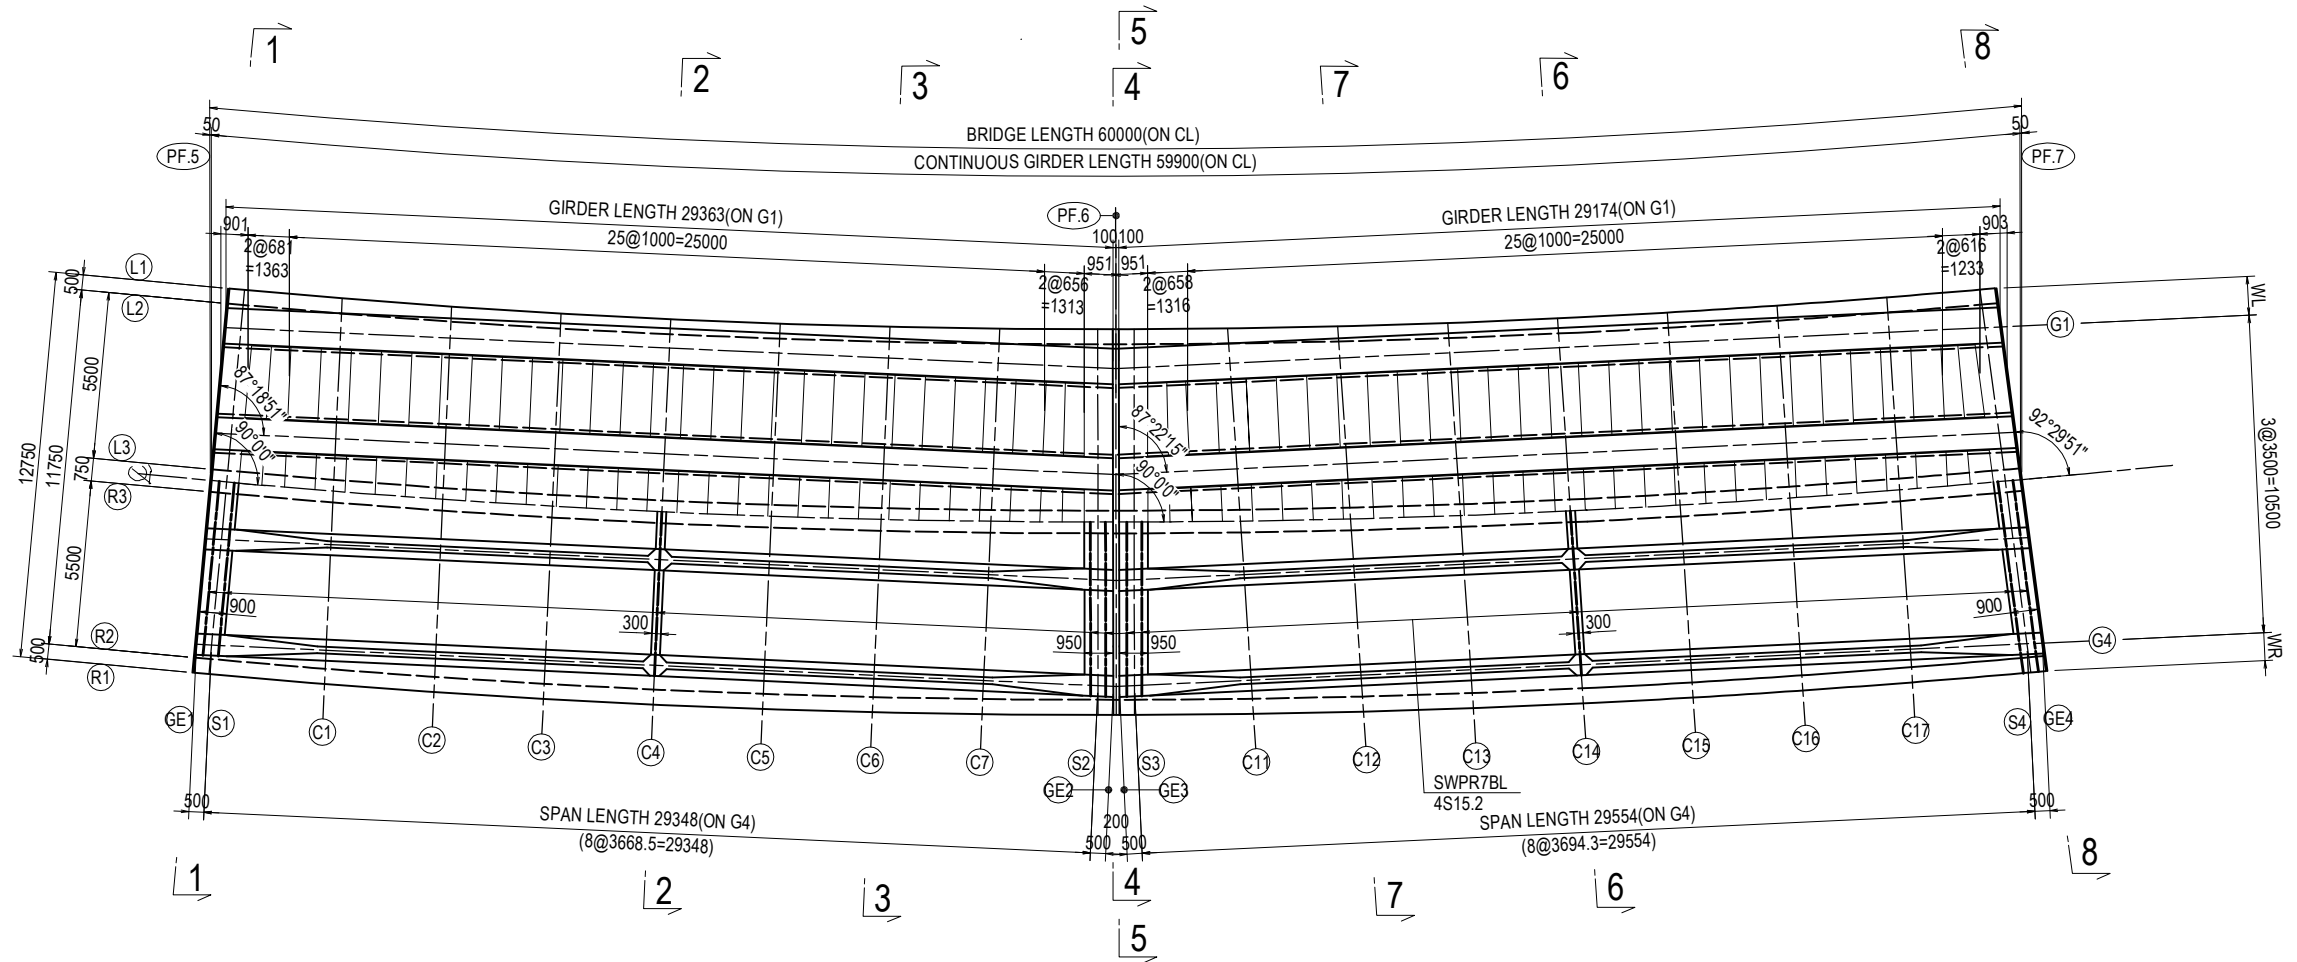 1
2
3
5
4
7
6
8
BRIDGE LENGTH 60000(ON CL)
50
50
CONTINUOUS GIRDER LENGTH 59900(ON CL)
PF.5
PF.7
GIRDER LENGTH 29363(ON G1)
PF.6
GIRDER LENGTH 29174(ON G1)
901
25@1000=25000
100
100
25@1000=25000
903
2@681
=1363
951
951
2@656
=1313
2@658
=1316
2@616
=1233
L1
L2
500
5500
12750
11750
L3
750
R3
5500
R2
500
R1
87°18'51"
90°0'0"
87°22'15"
90°0'0"
92°29'51"
WL
G1
3@3500=10500
G4
WR
900
300
950
950
300
900
GE1
S1
C1
C2
C3
C4
C5
C6
C7
S2
S3
C11
C12
C13
C14
C15
C16
C17
S4
GE4
GE2
GE3
SWPR7BL
4S15.2
500
SPAN LENGTH 29348(ON G4)
(8@3668.5=29348)
200
500
500
SPAN LENGTH 29554(ON G4)
(8@3694.3=29554)
500
1
2
3
4
5
7
6
8